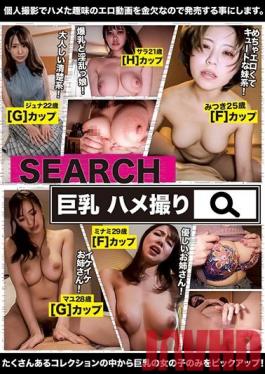 個人撮影でハメた趣味のエロ動画を金欠なので発売する事にします。
めちゃエロくて
キュートな妹系!
爆乳と淫乱っ娘!
サラ21歳
[H]カップ
大人しい清楚系!
ジュナ22歳
[G]カップ
みつき25歳
[F]カップ
SEARCH
巨乳 ハメ撮り
ミナミ29歳
[F]カップ
優しいお姉さん!
イケイケ
お姉さん!
マユ28歳
[G]カップ
たくさんあるコレクションの中から巨乳の女の子のみをピックアップ!